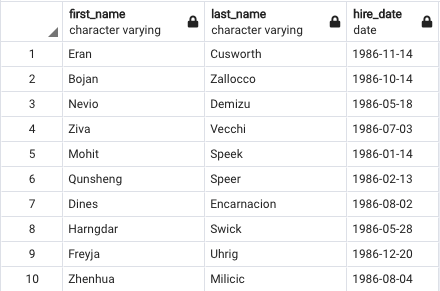 first_name last_name hire_date
character varying character varying date
1 Eran Cusworth 1986-11-14
2 Bojan Zallocco 1986-10-14
3 Nevio Demizu 1986-05-18
4 Ziva Vecchi 1986-07-03
5 Mohit Speek 1986-01-14
6 Qunsheng Speer 1986-02-13
7 Dines Encarnacion 1986-08-02
8 Harngdar Swick 1986-05-28
9 Freyja Uhrig 1986-12-20
10 Zhenhua Milicic 1986-08-04